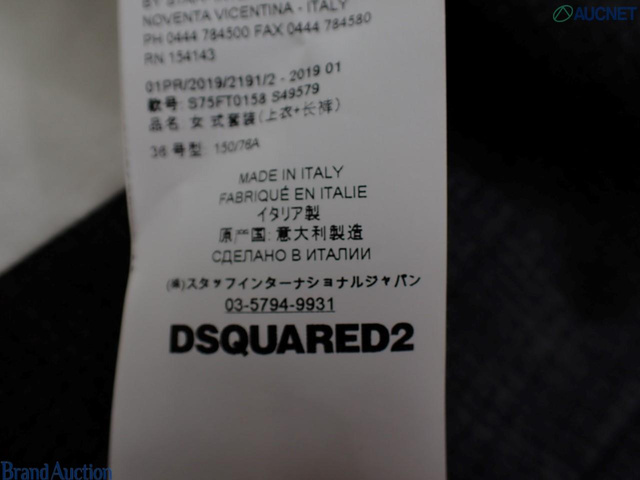 AUCNET
NOVENTA VICENTINA - ITALY
PH 0444 784500 FAX 0444 784580
RN 154143
01PR/2019/2191/2 - 2019 01
款号: S75FT0158 S49579
品名: 女 式套装(上衣+长裤)
36 号型: 150/76A
MADE IN ITALY
FABRIQUÉ EN ITALIE
イタリア製
原产国: 意大利製造
СДЕЛАНО В ИТАЛИИ
(株)スタッフインターナショナルジャパン
03-5794-9931
DSQUARED2
Brand Auction